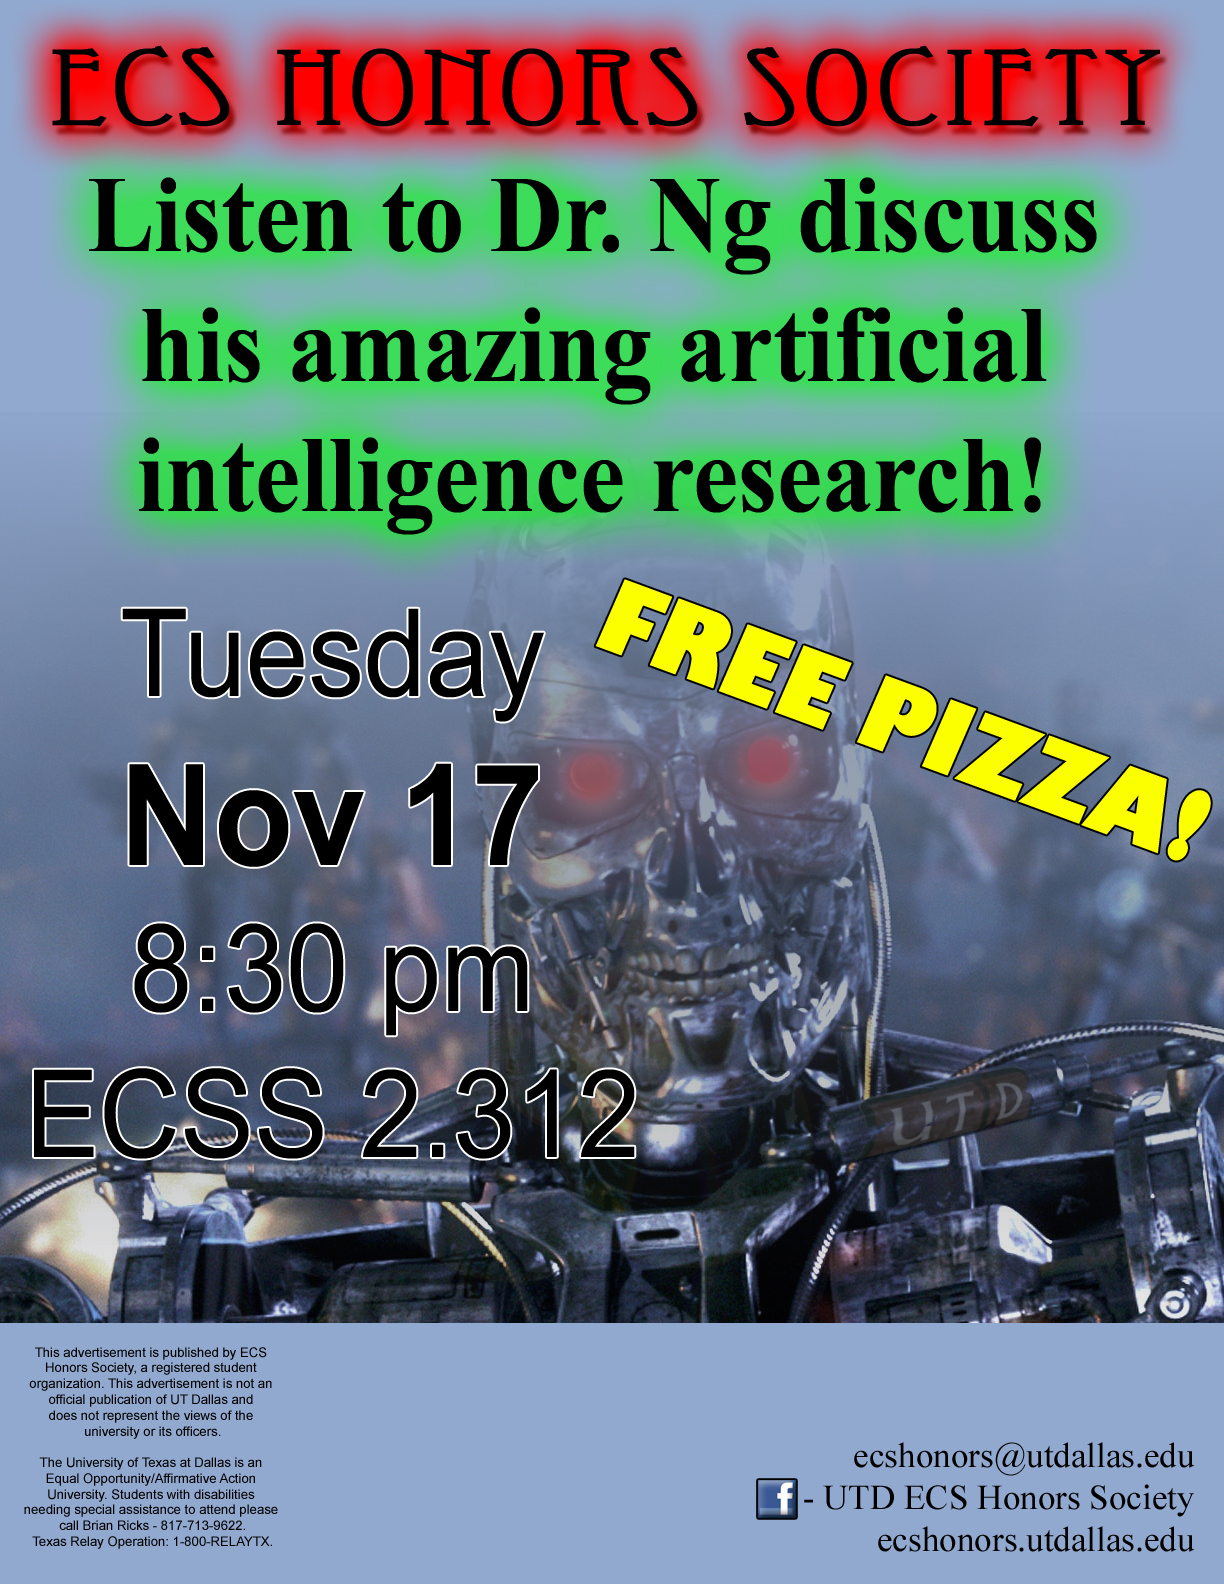 ECS HONORS SOCIETY
Listen to Dr. Ng discuss
his amazing artificial
intelligence research!
Tuesday
FREE PIZZA!
Nov 17
8:30 pm
ECSS 2.312
UTD
This advertisement is published by ECS
Honors Society, a registered student
organization. This advertisement is not an
official publication of UT Dallas and
does not represent the views of the
university or its officers.
The University of Texas at Dallas is an
Equal Opportunity/Affirmative Action
University. Students with disabilities
needing special assistance to attend please
call Brian Ricks - 817-713-9622.
Texas Relay Operation: 1-800-RELAYTX.
ecshonors@utdallas.edu
f - UTD ECS Honors Society
ecshonors.utdallas.edu